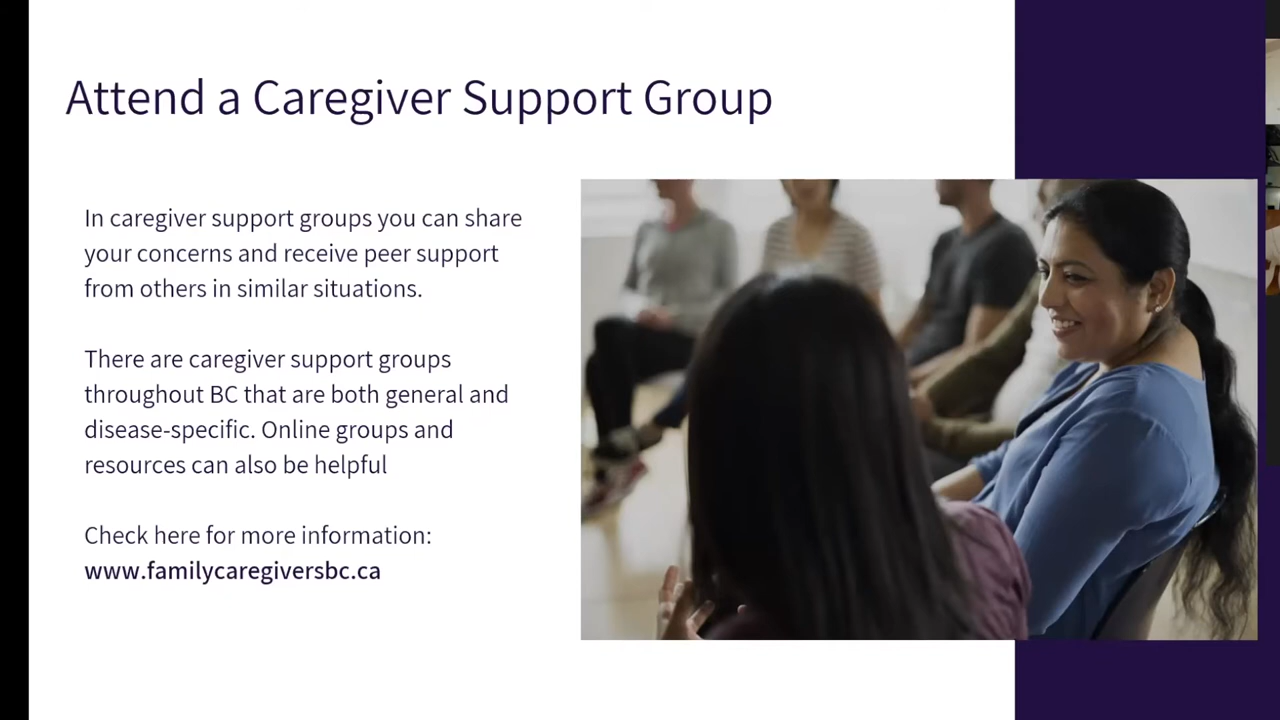 Attend a Caregiver Support Group
In caregiver support groups you can share
your concerns and receive peer support
from others in similar situations.
There are caregiver support groups
throughout BC that are both general and
disease-specific. Online groups and
resources can also be helpful
Check here for more information:
www.familycaregiversbc.ca